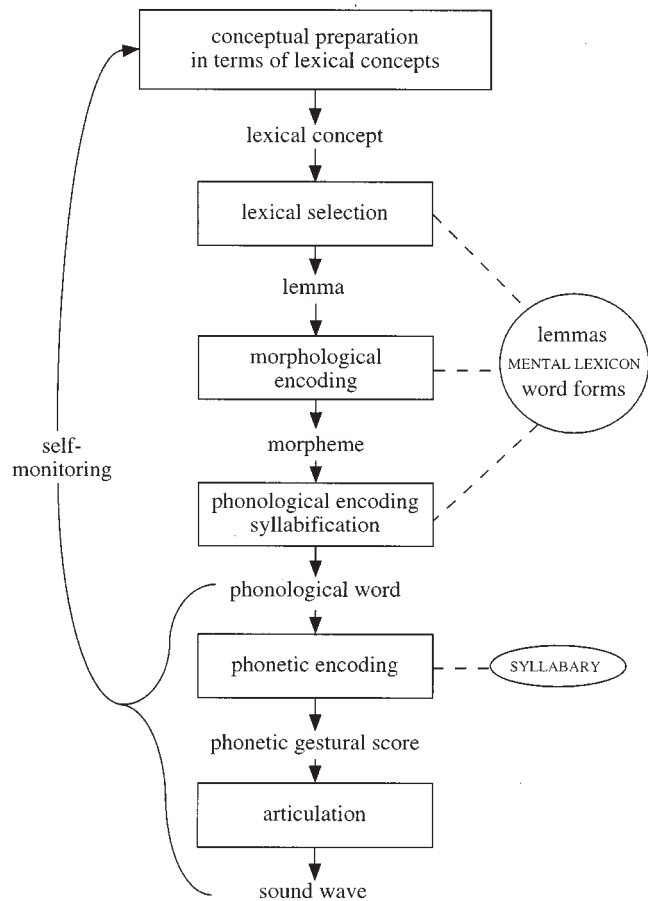 conceptual preparation
in terms of lexical concepts
lexical concept
lexical selection
lemma
lemmas
MENTAL LEXICON
word forms
morphological
encoding
morpheme
self-
monitoring
phonological encoding
syllabification
phonological word
phonetic encoding
SYLLABARY
phonetic gestural score
articulation
sound wave